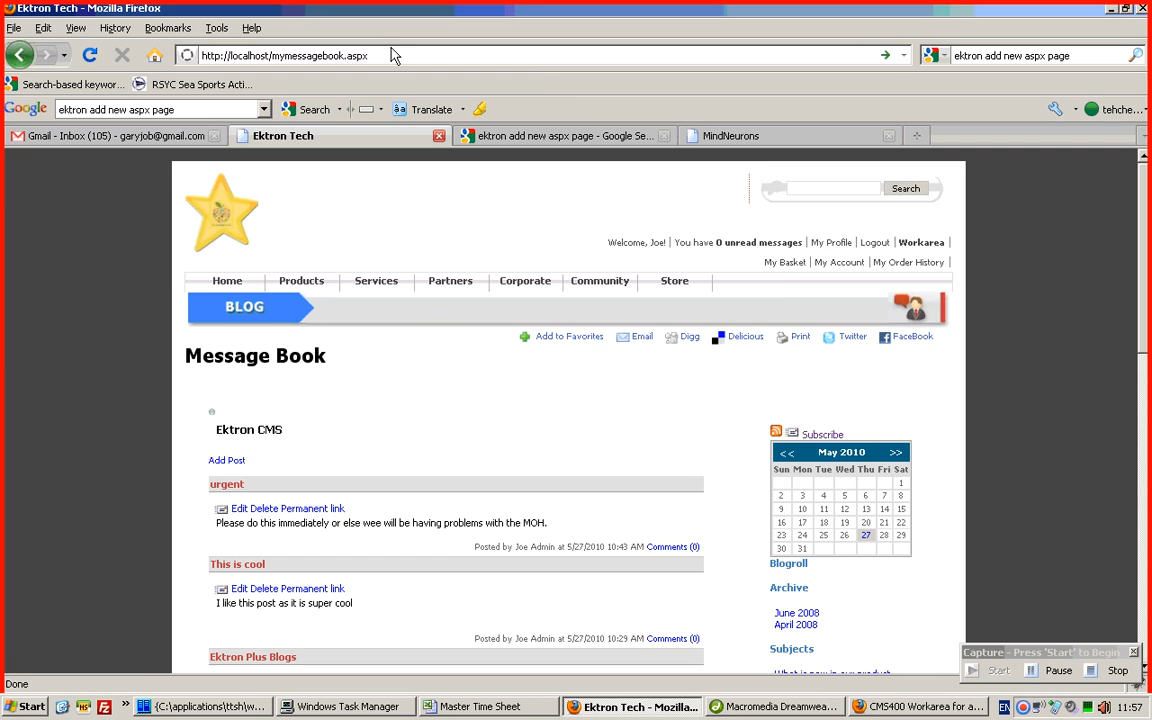 Ektron Tech - Mozilla Firefox
File Edit View History Bookmarks Tools Help
http://localhost/mymessagebook.aspx
ektron add new aspx page
Search-based keywor... RSYC Sea Sports Acti...
Google ektron add new aspx page Search Translate tehche...
Gmail - Inbox (105) - garyjob@gmail.com Ektron Tech ektron add new aspx page - Google Se... MindNeurons
Search
Welcome, Joe! | You have 0 unread messages | My Profile | Logout | Workarea |
My Basket | My Account | My Order History |
Home Products Services Partners Corporate Community Store
BLOG
Add to Favorites Email Digg Delicious Print Twitter FaceBook
Message Book
Ektron CMS
Add Post
urgent
Edit Delete Permanent link
Please do this immediately or else wee will be having problems with the MOH.
Posted by Joe Admin at 5/27/2010 10:43 AM Comments (0)
This is cool
Edit Delete Permanent link
I like this post as it is super cool
Posted by Joe Admin at 5/27/2010 10:29 AM Comments (0)
Ektron Plus Blogs
Subscribe
<< May 2010 >>
Sun Mon Tue Wed Thu Fri Sat
1
2 3 4 5 6 7 8
9 10 11 12 13 14 15
16 17 18 19 20 21 22
23 24 25 26 27 28 29
30 31
Blogroll
Archive
June 2008
April 2008
Subjects
What is new in our product
Capture - Press 'Start' to Begin
Start Pause Stop
Done
Start {C:\applications\ttsh\w... Windows Task Manager Master Time Sheet Ektron Tech - Mozilla... Macromedia Dreamwea... CMS400 Workarea for a... EN 11:57